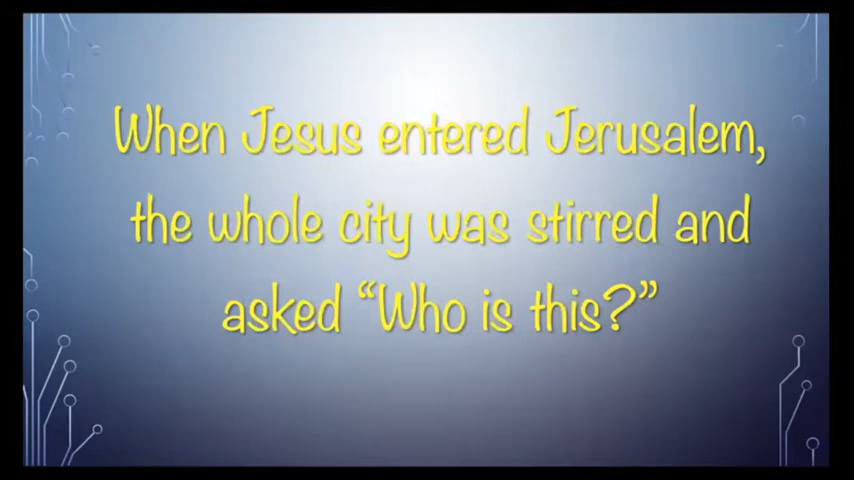 When Jesus entered Jerusalem,
the whole city was stirred and
asked “Who is this?”